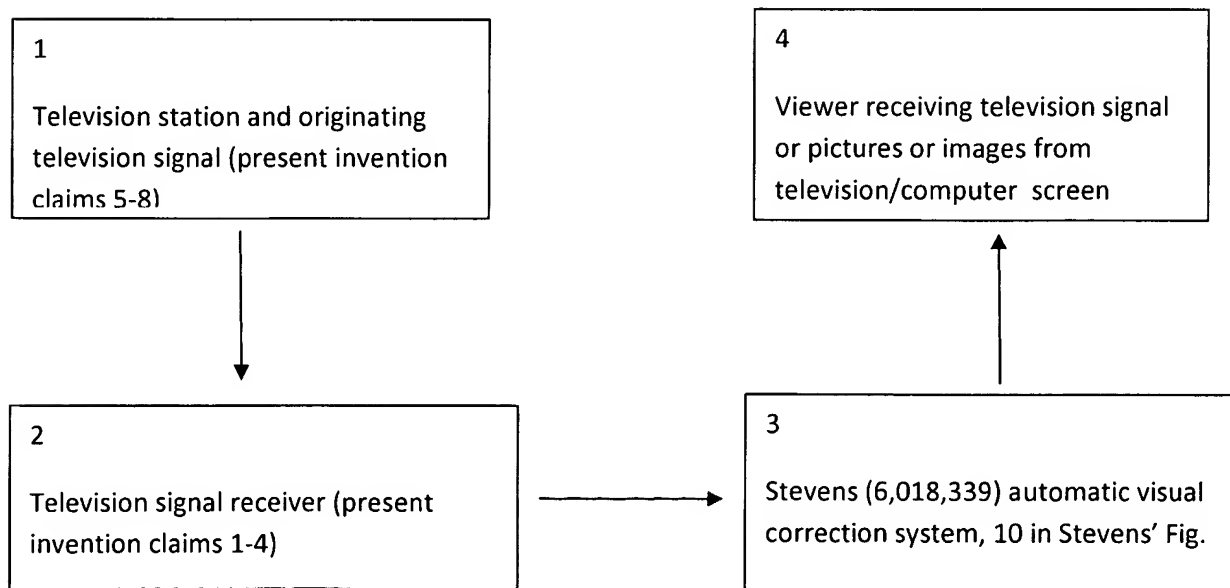 1
Television station and originating
television signal (present invention
claims 5-8)
2
Television signal receiver (present
invention claims 1-4)
3
Stevens (6,018,339) automatic visual
correction system, 10 in Stevens' Fig.
4
Viewer receiving television signal
or pictures or images from
television/computer screen